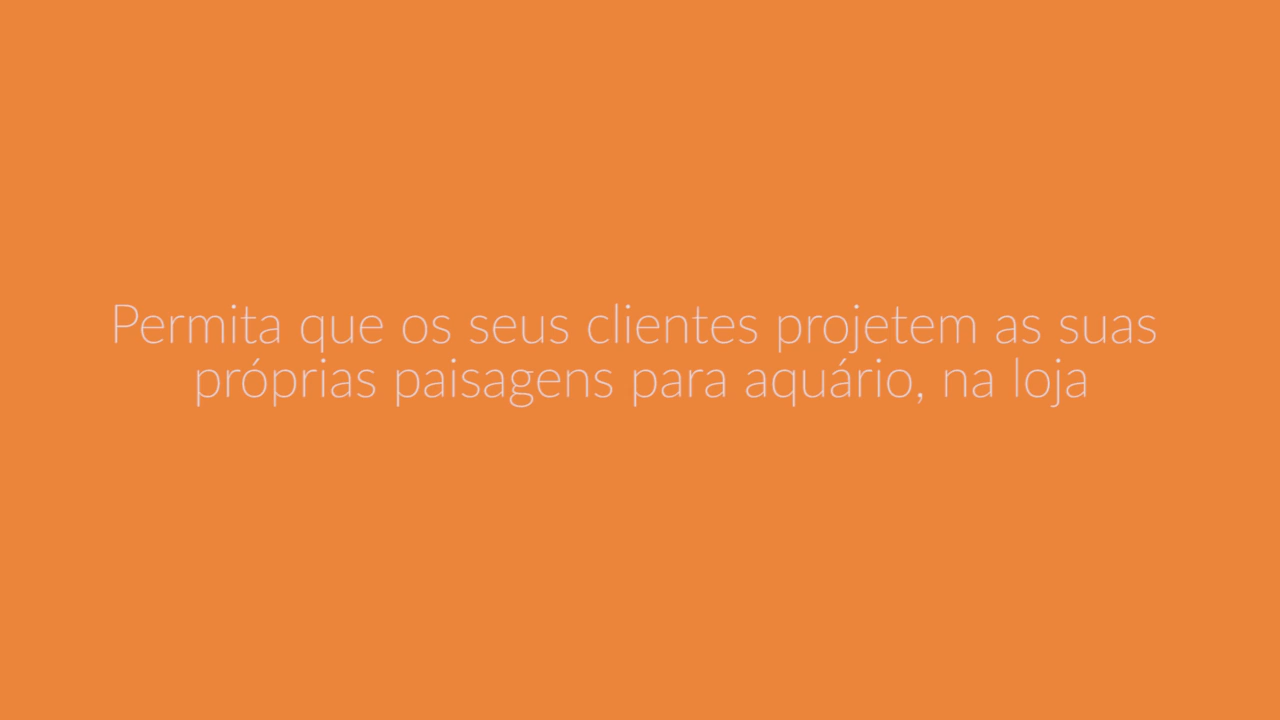 Permita que os seus clientes projetem as suas
próprias paisagens para aquário, na loja